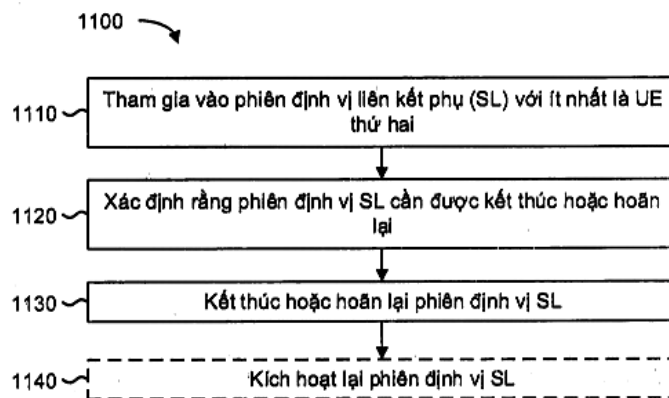 1100
1110
Tham gia vào phiên định vị liên kết phụ (SL) với ít nhất là UE
thứ hai
1120
Xác định rằng phiên định vị SL cần được kết thúc hoặc hoãn
lại
1130
Kết thúc hoặc hoãn lại phiên định vị SL
1140
Kích hoạt lại phiên định vị SL